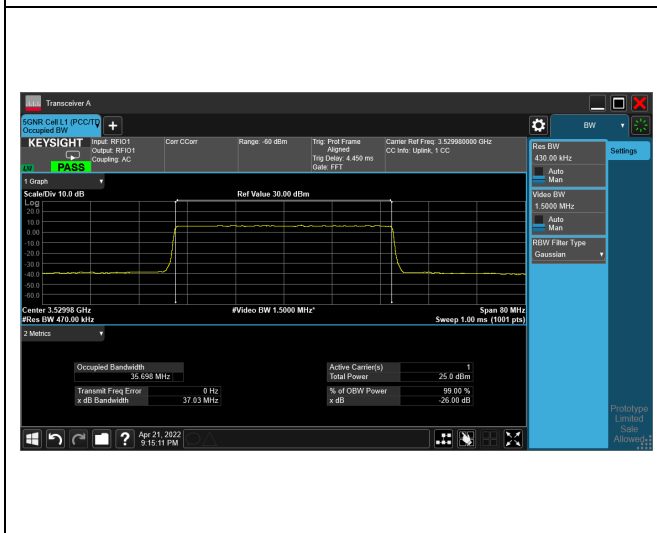 Transceiver A
5GNR Cell L1 (PCC/TD
Occupied BW
BW
KEYSIGHT
LVI
PASS
Input: RFIO1
Output: RFIO1
Coupling: AC
Corr CCorr
Range: -60 dBm
Trig: Prot Frame
Aligned
Trig Delay: 4.450 ms
Gate: FFT
Carrier Ref Freq: 3.529980000 GHz
CC Info: Uplink, 1 CC
1 Graph
Scale/Div 10.0 dB
Ref Value 30.00 dBm
Log
20.0
10.0
0.00
-10.0
-20.0
-30.0
-40.0
-50.0
-60.0
Center 3.52998 GHz
#Video BW 1.5000 MHz*
Span 80 MHz
#Res BW 470.00 kHz
Sweep 1.00 ms (1001 pts)
2 Metrics
Occupied Bandwidth
35.698 MHz
Active Carrier(s) 1
Total Power 25.0 dBm
Transmit Freq Error 0 Hz
x dB Bandwidth 37.03 MHz
% of OBW Power 99.00 %
x dB -26.00 dB
Res BW
430.00 kHz
Auto
Man
Video BW
1.5000 MHz
Auto
Man
RBW Filter Type
Gaussian
Settings
Prototype
Limited
Sale
Allowed
?
Apr 21, 2022
9:15:11 PM